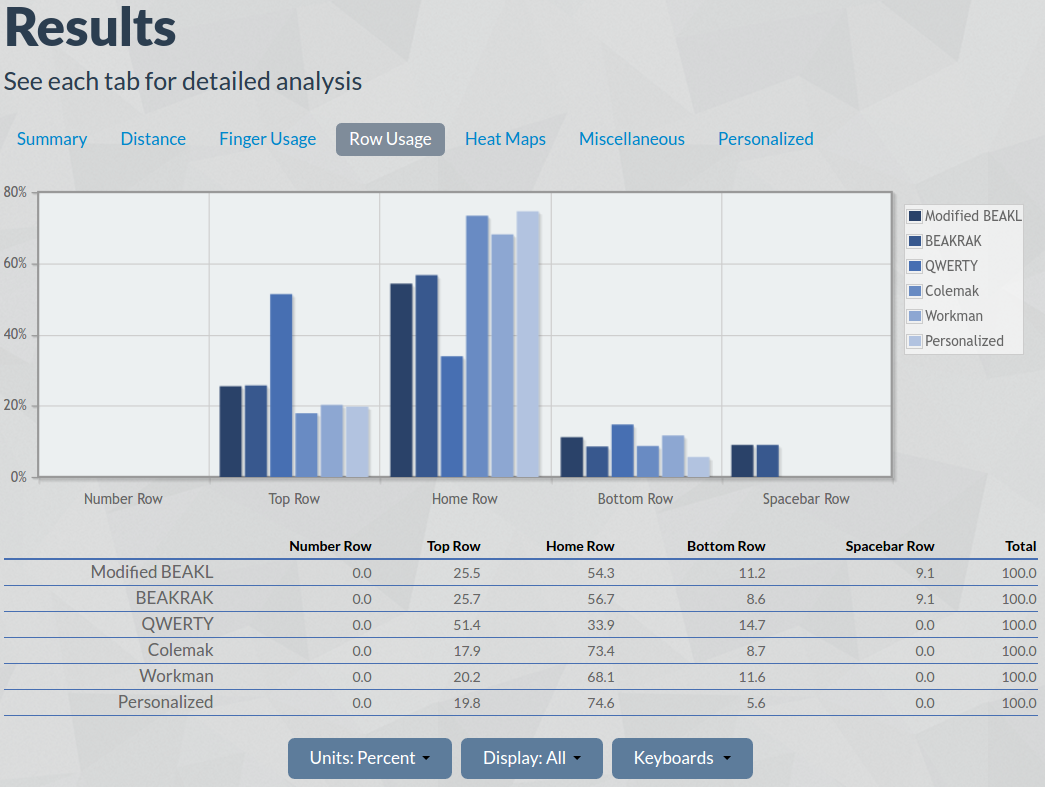 Results
See each tab for detailed analysis
Summary Distance Finger Usage Row Usage Heat Maps Miscellaneous Personalized
80%
60%
40%
20%
0%
Number Row Top Row Home Row Bottom Row Spacebar Row
Modified BEAKL
BEAKRAK
QWERTY
Colemak
Workman
Personalized
Number Row Top Row Home Row Bottom Row Spacebar Row Total
Modified BEAKL 0.0 25.5 54.3 11.2 9.1 100.0
BEAKRAK 0.0 25.7 56.7 8.6 9.1 100.0
QWERTY 0.0 51.4 33.9 14.7 0.0 100.0
Colemak 0.0 17.9 73.4 8.7 0.0 100.0
Workman 0.0 20.2 68.1 11.6 0.0 100.0
Personalized 0.0 19.8 74.6 5.6 0.0 100.0
Units: Percent Display: All Keyboards